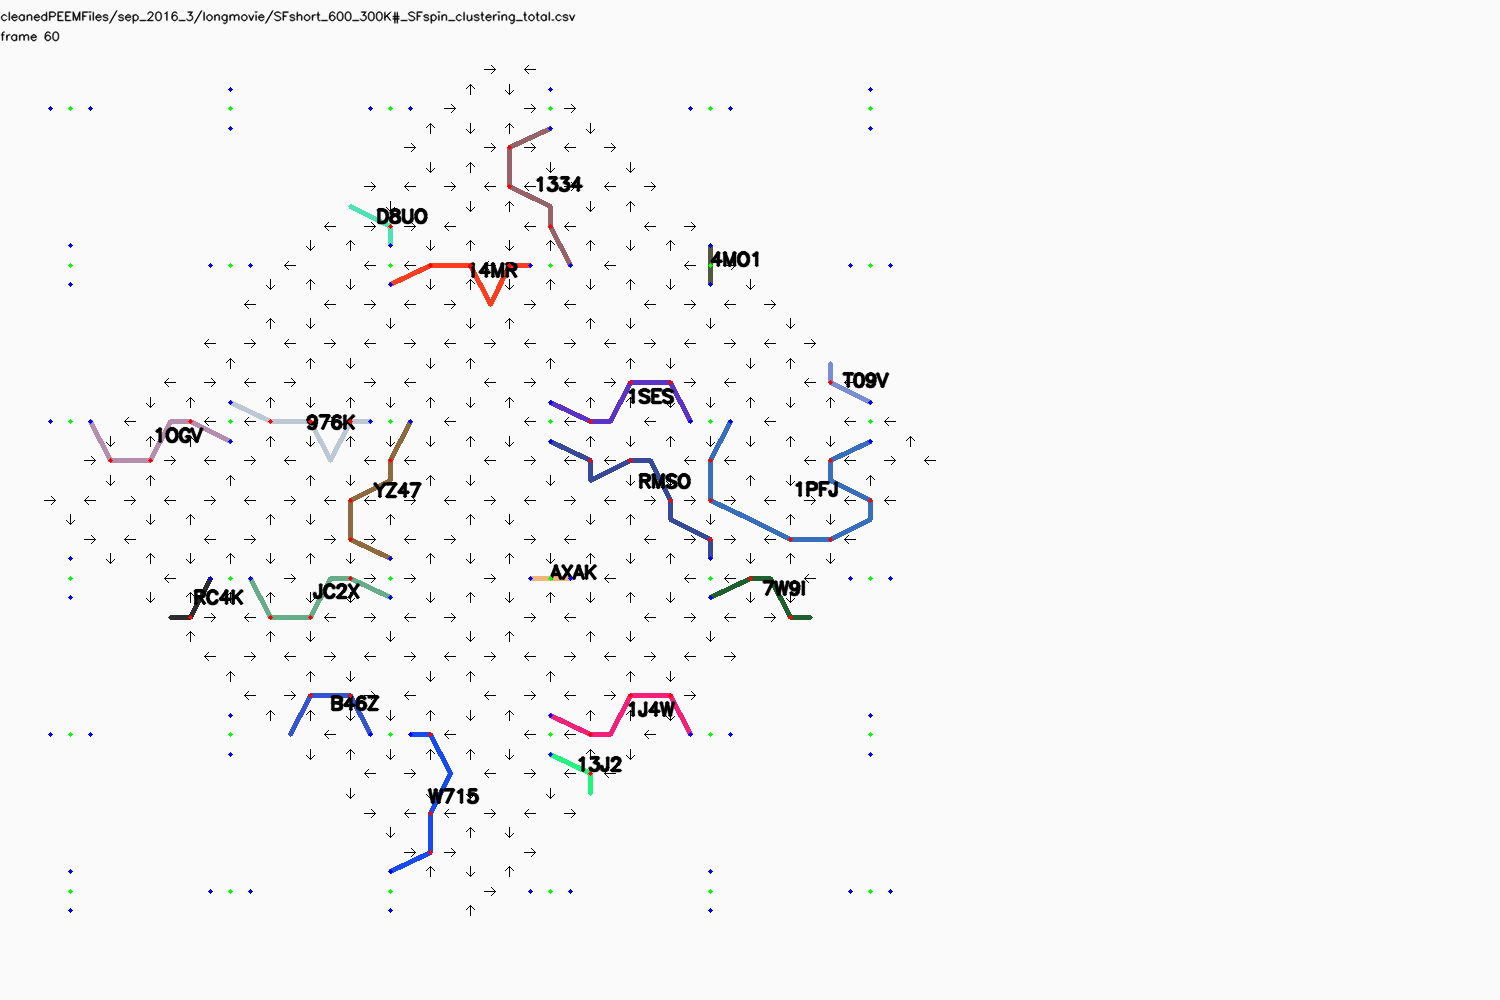 cleanedPEEMFiles/sep_2016_3/longmovie/SFshort_600_300K#_SFspin_clustering_total.csv
frame 60
1334
D8UO
14MR
4MO1
T09V
1SES
976K
10GV
YZ47
RMSO
1PFJ
AXAK
JC2X
RC4K
7W9I
B46Z
1J4W
13J2
W715